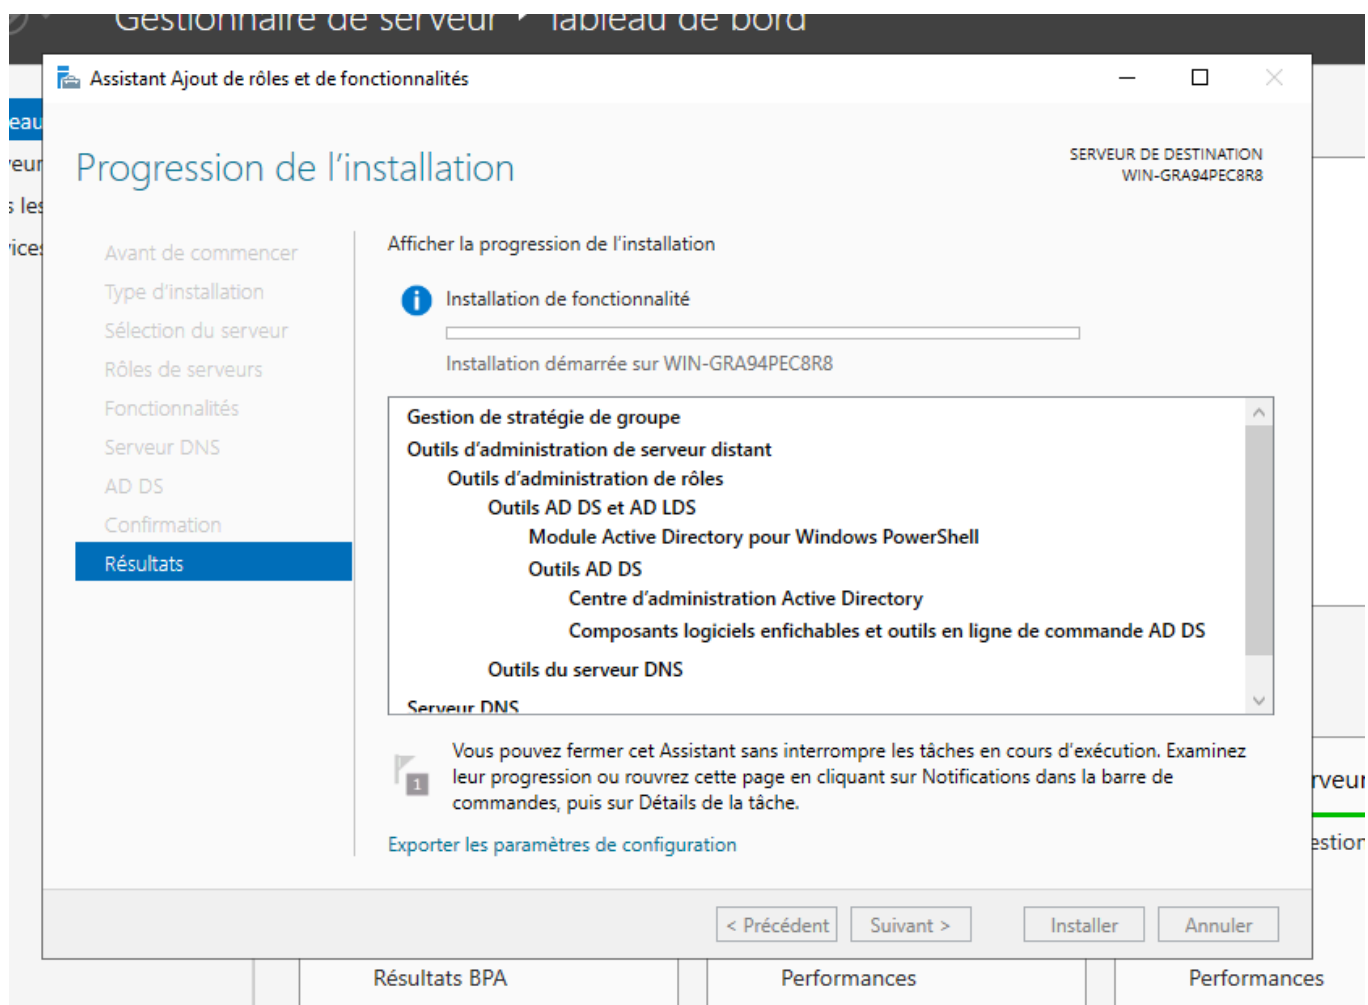 Gestionnaire de serveur ‣ Tableau de bord
Assistant Ajout de rôles et de fonctionnalités
Progression de l'installation
SERVEUR DE DESTINATION
WIN-GRA94PEC8R8
Avant de commencer
Type d'installation
Sélection du serveur
Rôles de serveurs
Fonctionnalités
Serveur DNS
AD DS
Confirmation
Résultats
Afficher la progression de l'installation
Installation de fonctionnalité
Installation démarrée sur WIN-GRA94PEC8R8
Gestion de stratégie de groupe
Outils d'administration de serveur distant
Outils d'administration de rôles
Outils AD DS et AD LDS
Module Active Directory pour Windows PowerShell
Outils AD DS
Centre d'administration Active Directory
Composants logiciels enfichables et outils en ligne de commande AD DS
Outils du serveur DNS
Serveur DNS
1
Vous pouvez fermer cet Assistant sans interrompre les tâches en cours d'exécution. Examinez
leur progression ou rouvrez cette page en cliquant sur Notifications dans la barre de
commandes, puis sur Détails de la tâche.
Exporter les paramètres de configuration
< Précédent
Suivant >
Installer
Annuler
Résultats BPA
Performances
Performances